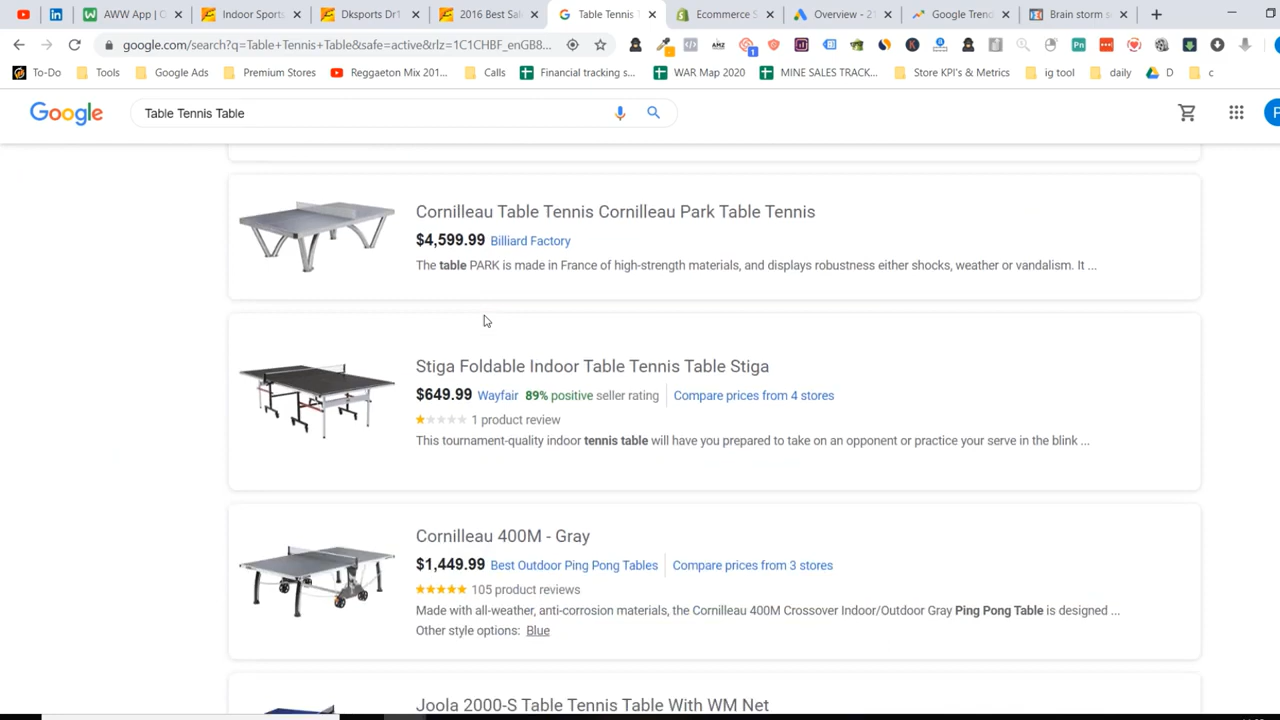 AWW App | C
Indoor Sports
Dksports Dr1
2016 Best Sa
Table Tennis T
Ecommerce S
Overview - 21
Google Trend
Brain storm s
google.com/search?q=Table+Tennis+Table&safe=active&rlz=1C1CHBF_enGB8...
To-Do
Tools
Google Ads
Premium Stores
Reggaeton Mix 201...
Calls
Financial tracking s...
WAR Map 2020
MINE SALES TRACK...
Store KPI's & Metrics
ig tool
daily
D
c
Google
Table Tennis Table
Cornilleau Table Tennis Cornilleau Park Table Tennis
$4,599.99 Billiard Factory
The table PARK is made in France of high-strength materials, and displays robustness either shocks, weather or vandalism. It ...
Stiga Foldable Indoor Table Tennis Table Stiga
$649.99 Wayfair 89% positive seller rating Compare prices from 4 stores
1 product review
This tournament-quality indoor tennis table will have you prepared to take on an opponent or practice your serve in the blink ...
Cornilleau 400M - Gray
$1,449.99 Best Outdoor Ping Pong Tables Compare prices from 3 stores
105 product reviews
Made with all-weather, anti-corrosion materials, the Cornilleau 400M Crossover Indoor/Outdoor Gray Ping Pong Table is designed ...
Other style options: Blue
Joola 2000-S Table Tennis Table With WM Net